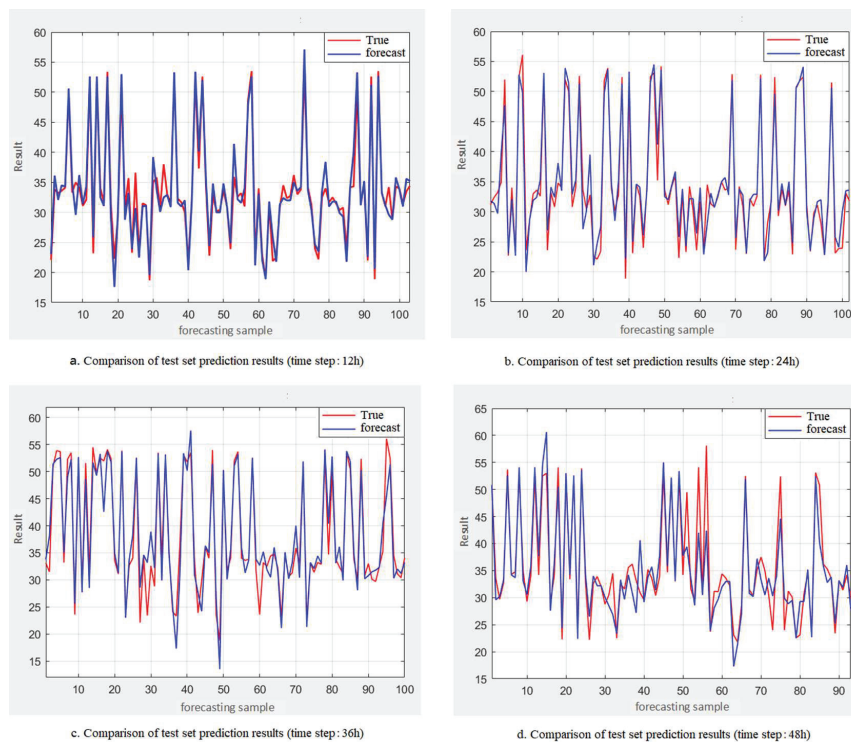 True
forecast
Result
60
55
50
45
40
35
30
25
20
15
0 10 20 30 40 50 60 70 80 90 100
forecasting sample
a. Comparison of test set prediction results (time step:12h)
True
forecast
Result
60
55
50
45
40
35
30
25
20
15
10 20 30 40 50 60 70 80 90 100
forecasting sample
b. Comparison of test set prediction results (time step:24h)
True
forecast
Result
60
55
50
45
40
35
30
25
20
15
10 20 30 40 50 60 70 80 90 100
forecasting sample
c. Comparison of test set prediction results (time step:36h)
True
forecast
Result
65
60
55
50
45
40
35
30
25
20
15
10 20 30 40 50 60 70 80 90
forecasting sample
d. Comparison of test set prediction results (time step:48h)